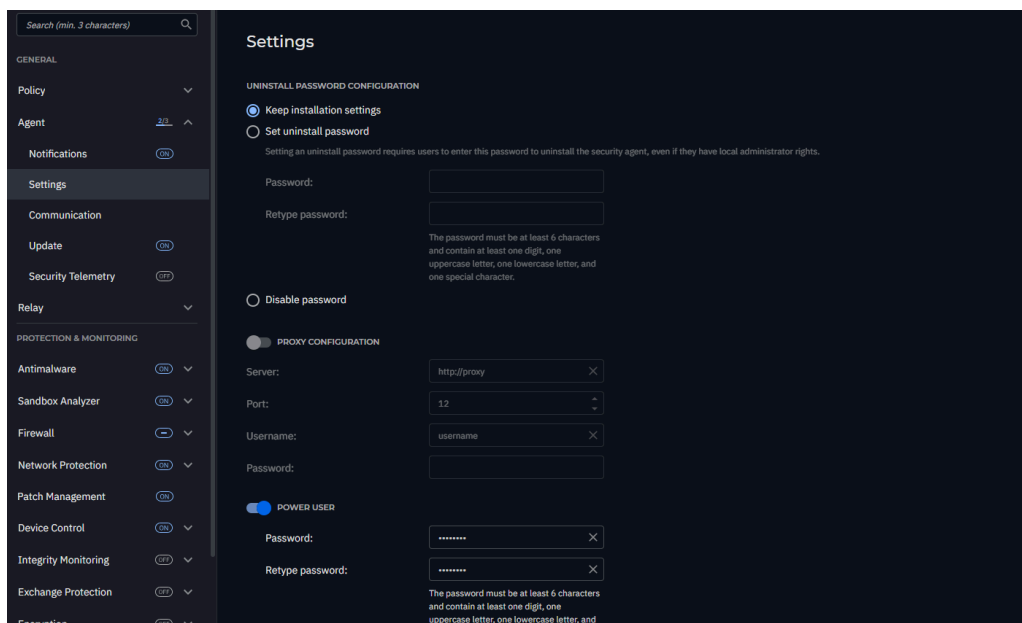 Search (min. 3 characters)
GENERAL
Policy
Agent 2/3
Notifications ON
Settings
Communication
Update ON
Security Telemetry OFF
Relay
PROTECTION & MONITORING
Antimalware ON
Sandbox Analyzer ON
Firewall
Network Protection ON
Patch Management ON
Device Control ON
Integrity Monitoring OFF
Exchange Protection OFF
Encryption OFF
Settings
UNINSTALL PASSWORD CONFIGURATION
Keep installation settings
Set uninstall password
Setting an uninstall password requires users to enter this password to uninstall the security agent, even if they have local administrator rights.
Password:
Retype password:
The password must be at least 6 characters
and contain at least one digit, one
uppercase letter, one lowercase letter, and
one special character.
Disable password
PROXY CONFIGURATION
Server: http://proxy
Port: 12
Username: username
Password:
POWER USER
Password: ••••••••
Retype password: ••••••••
The password must be at least 6 characters
and contain at least one digit, one
uppercase letter, one lowercase letter, and